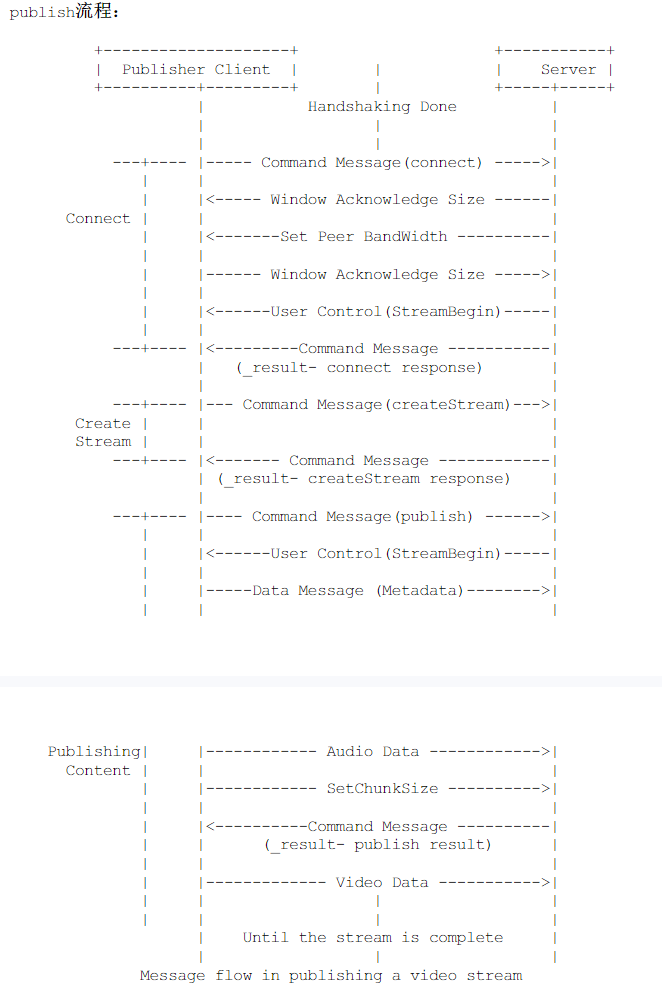 publish流程：
+--------------------+ +-----------+
| Publisher Client | | | Server |
+----------+---------+ | +-----+-----+
| Handshaking Done |
| | |
| | |
---+---- |----- Command Message(connect) ----->|
| | |
| |<----- Window Acknowledge Size ------|
Connect | | |
| |<-------Set Peer BandWidth ----------|
| | |
| |------ Window Acknowledge Size ----->|
| | |
| |<------User Control(StreamBegin)-----|
| | |
---+---- |<---------Command Message -----------|
| (_result- connect response) |
| |
---+---- |--- Command Message(createStream)--->|
Create | | |
Stream | | |
---+---- |<------- Command Message ------------|
| (_result- createStream response) |
| |
---+---- |---- Command Message(publish) ------>|
| | |
| |<------User Control(StreamBegin)-----|
| | |
| |-----Data Message (Metadata)-------->|
| | |
Publishing| |------------ Audio Data ------------>|
Content | | |
| |------------ SetChunkSize ---------->|
| | |
| |<----------Command Message ----------|
| | (_result- publish result) |
| | |
| |------------- Video Data ----------->|
| | | |
| | | |
| Until the stream is complete |
| | |
Message flow in publishing a video stream